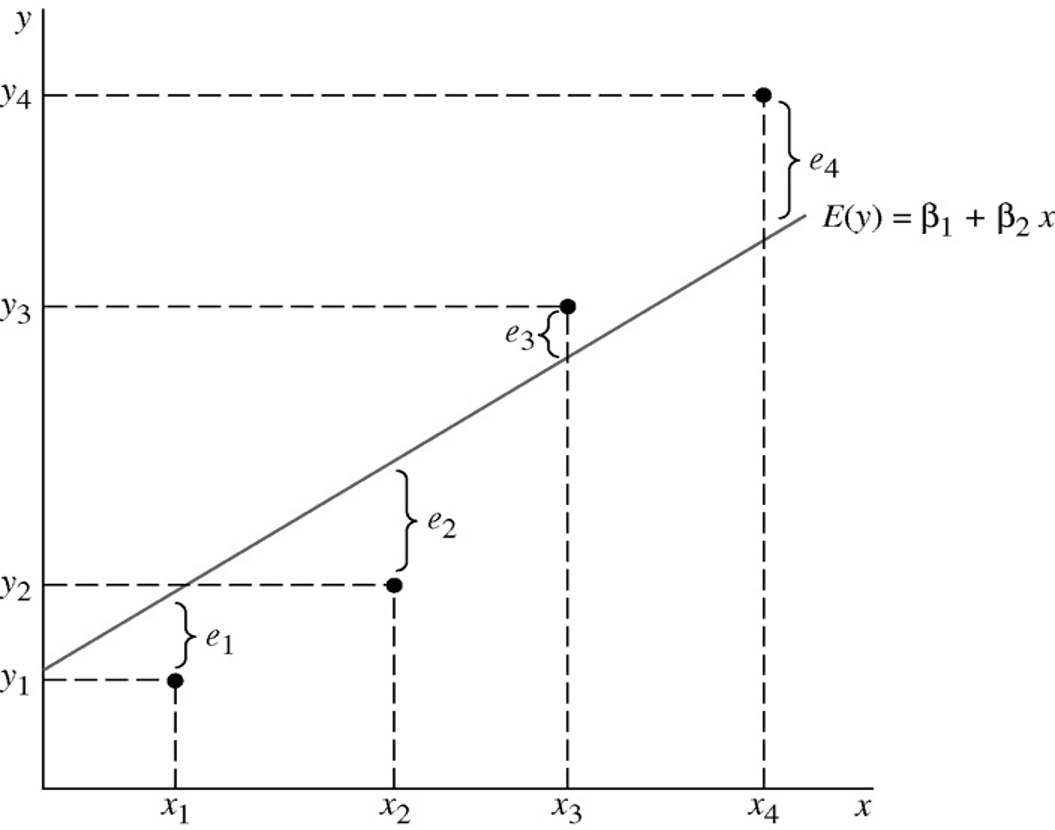 y
y4
e4
E(y) = β1 + β2 x
y3
e3
e2
y2
e1
y1
x1 x2 x3 x4 x